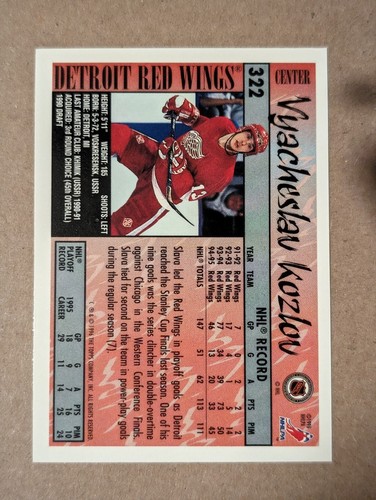 DETROIT RED WINGS®
322
CENTER
Vyacheslav Kozlov
HEIGHT: 5'11" WEIGHT: 185 SHOOTS: LEFT
BORN: 5-3-72, VOSKRESENSK, USSR
HOME: DETROIT, MI
LAST AMATEUR CLUB: KHIMIK (USSR) 1990-91
ACQUIRED: 3rd ROUND CHOICE (45th OVERALL)
1990 DRAFT
19
NHL® RECORD
YEAR TEAM GP G A PTS PIM
91-92 Red Wings 7 0 2 2 2
92-93 Red Wings 17 4 1 5 14
93-94 Red Wings 77 34 39 73 50
94-95 Red Wings 46 13 20 33 45
NHL® TOTALS 147 51 62 113 111
Slava led the Red Wings in playoff goals as Detroit
reached the Stanley Cup Finals last season. One of his
nine goals was the series clincher in double-overtime
against Chicago in the Western Conference Finals.
Slava tied for second on the team in power-play goals
during the regular season (7).
NHL®
PLAYOFF
RECORD
GP G A PTS PIM
1995 18 9 7 16 10
CAREER 29 11 14 25 24
NHLPA